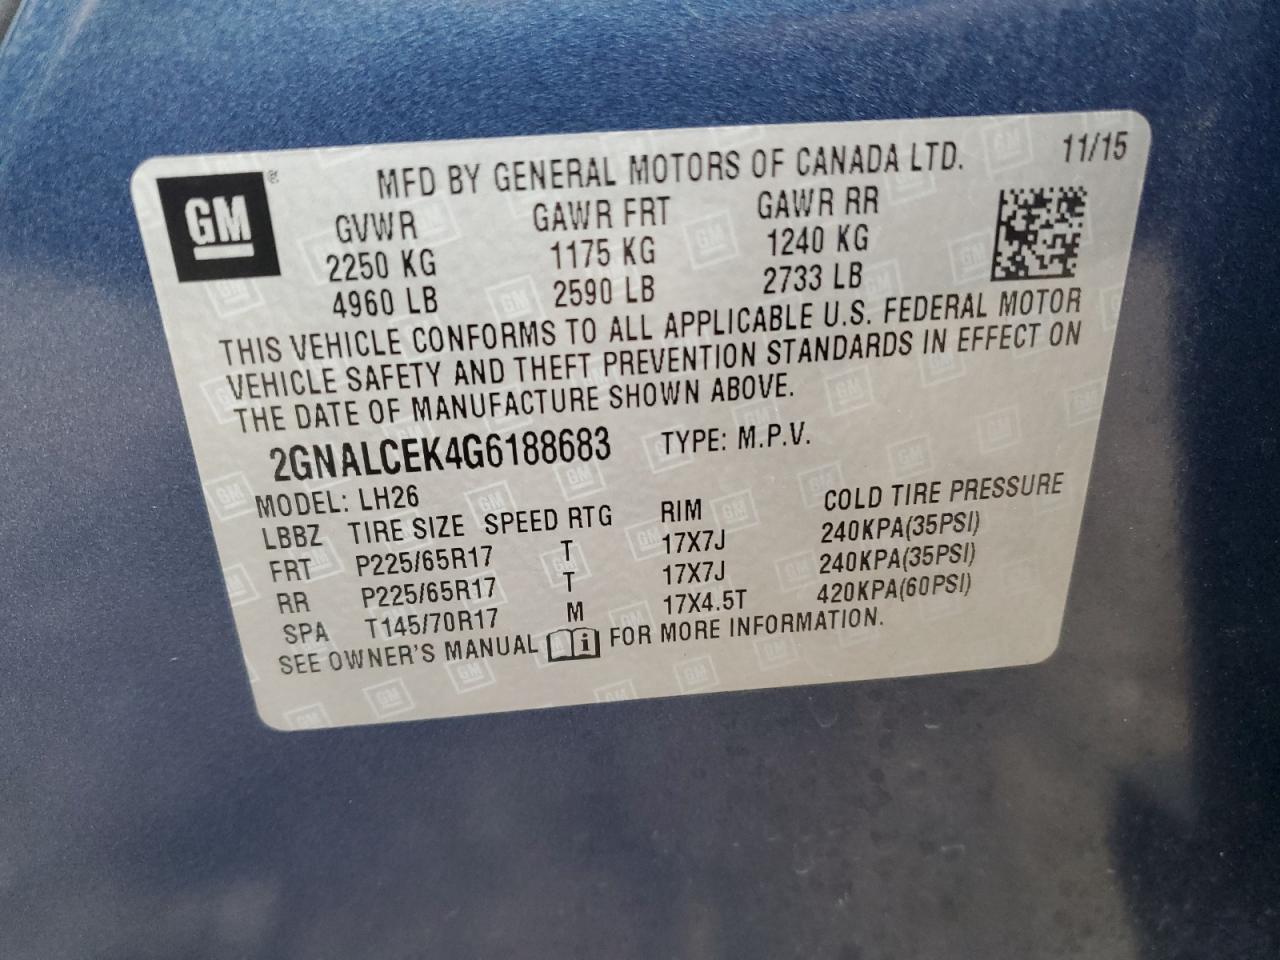 GM ®
MFD BY GENERAL MOTORS OF CANADA LTD. 11/15
GVWR GAWR FRT GAWR RR
2250 KG 1175 KG 1240 KG
4960 LB 2590 LB 2733 LB
THIS VEHICLE CONFORMS TO ALL APPLICABLE U.S. FEDERAL MOTOR
VEHICLE SAFETY AND THEFT PREVENTION STANDARDS IN EFFECT ON
THE DATE OF MANUFACTURE SHOWN ABOVE.
2GNALCEK4G6188683 TYPE: M.P.V.
MODEL: LH26
LBBZ TIRE SIZE SPEED RTG RIM COLD TIRE PRESSURE
FRT P225/65R17 T 17X7J 240KPA(35PSI)
RR P225/65R17 T 17X7J 240KPA(35PSI)
SPA T145/70R17 M 17X4.5T 420KPA(60PSI)
SEE OWNER'S MANUAL i FOR MORE INFORMATION.